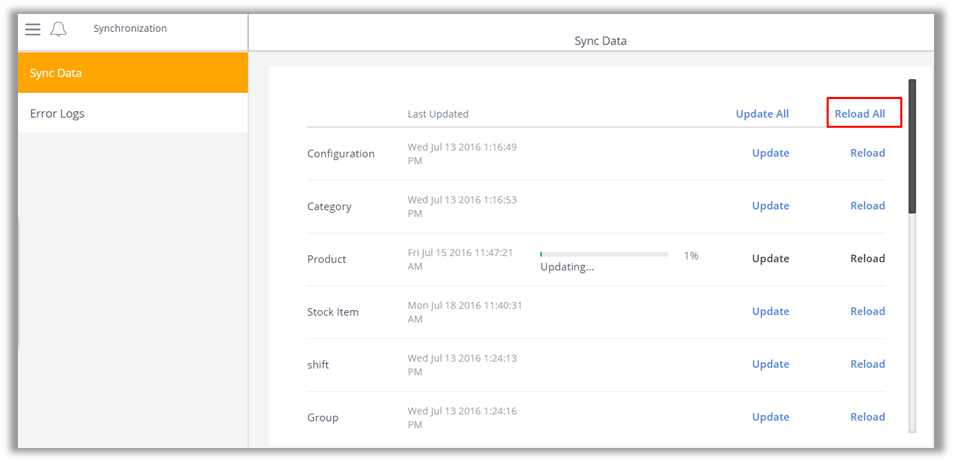 Synchronization
Sync Data
Sync Data
Error Logs
Last Updated Update All Reload All
Configuration Wed Jul 13 2016 1:16:49 Update Reload
PM
Category Wed Jul 13 2016 1:16:53 Update Reload
PM
Product Fri Jul 15 2016 11:47:21 1% Update Reload
AM Updating...
Stock Item Mon Jul 18 2016 11:40:31 Update Reload
AM
shift Wed Jul 13 2016 1:24:13 Update Reload
PM
Group Wed Jul 13 2016 1:24:16 Update Reload
PM